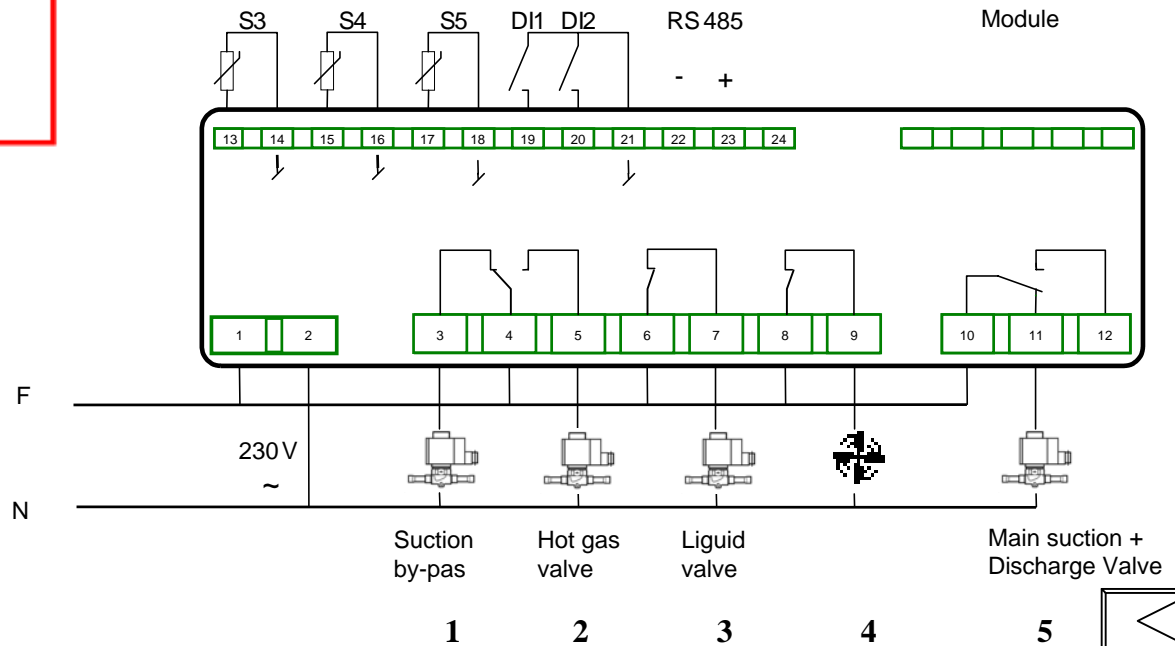 S3 S4 S5 DI1 DI2 RS 485 Module
- +
13 14 15 16 17 18 19 20 21 22 23 24
1 2 3 4 5 6 7 8 9 10 11 12
F
230 V
~
N
Suction Hot gas Liguid Main suction +
by-pas valve valve Discharge Valve
1 2 3 4 5